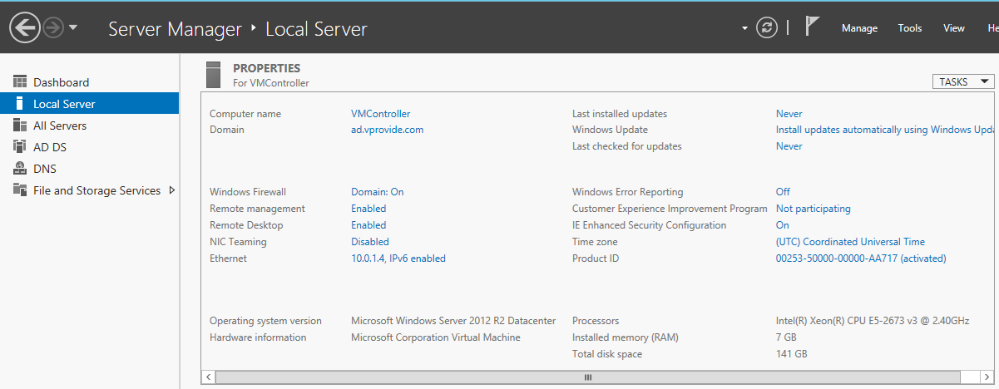 Server Manager ‣ Local Server
Manage Tools View He
Dashboard
Local Server
All Servers
AD DS
DNS
File and Storage Services
PROPERTIES
For VMController
TASKS
Computer name VMController
Domain ad.vprovide.com
Last installed updates Never
Windows Update Install updates automatically using Windows Upda
Last checked for updates Never
Windows Firewall Domain: On
Remote management Enabled
Remote Desktop Enabled
NIC Teaming Disabled
Ethernet 10.0.1.4, IPv6 enabled
Windows Error Reporting Off
Customer Experience Improvement Program Not participating
IE Enhanced Security Configuration On
Time zone (UTC) Coordinated Universal Time
Product ID 00253-50000-00000-AA717 (activated)
Operating system version Microsoft Windows Server 2012 R2 Datacenter
Hardware information Microsoft Corporation Virtual Machine
Processors Intel(R) Xeon(R) CPU E5-2673 v3 @ 2.40GHz
Installed memory (RAM) 7 GB
Total disk space 141 GB